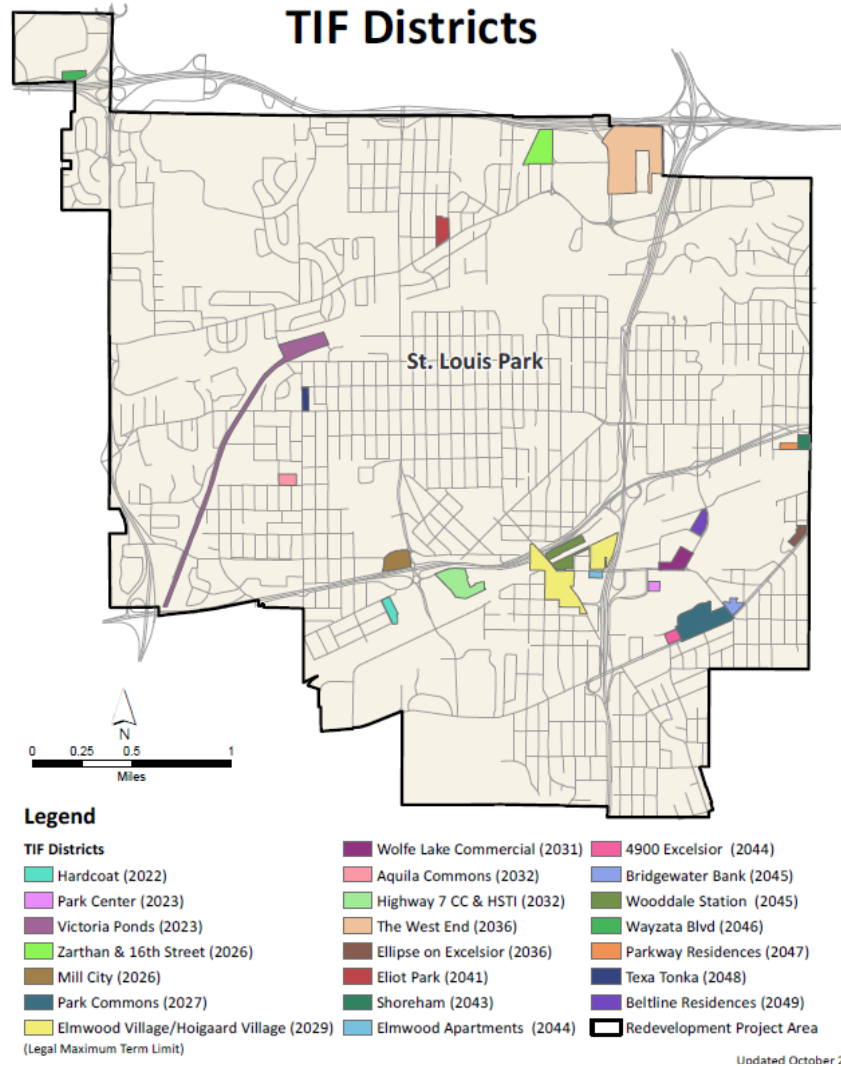 TIF Districts
St. Louis Park
N
0 0.25 0.5 1
Miles
Legend
TIF Districts
Hardcoat (2022)
Park Center (2023)
Victoria Ponds (2023)
Zarthan & 16th Street (2026)
Mill City (2026)
Park Commons (2027)
Elmwood Village/Hoigaard Village (2029)
(Legal Maximum Term Limit)
Wolfe Lake Commercial (2031)
Aquila Commons (2032)
Highway 7 CC & HSTI (2032)
The West End (2036)
Ellipse on Excelsior (2036)
Eliot Park (2041)
Shoreham (2043)
Elmwood Apartments (2044)
4900 Excelsior (2044)
Bridgewater Bank (2045)
Wooddale Station (2045)
Wayzata Blvd (2046)
Parkway Residences (2047)
Texa Tonka (2048)
Beltline Residences (2049)
Redevelopment Project Area
Updated October 2